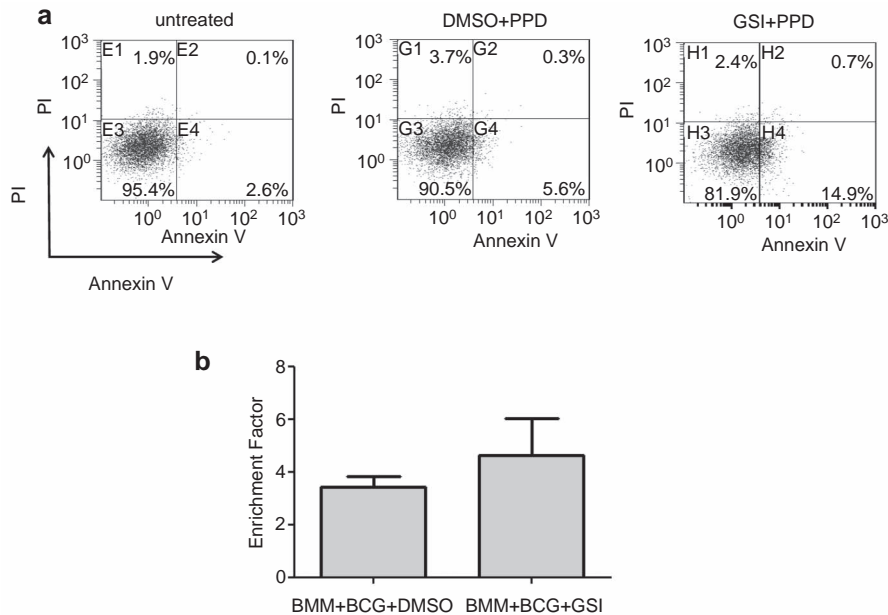 a
untreated
DMSO+PPD
GSI+PPD
10³
E1
1.9%
E2
0.1%
10²
PI
10¹
E3
E4
10⁰
95.4%
2.6%
10⁰ 10¹ 10² 10³
Annexin V
PI
Annexin V
10³
G1
3.7%
G2
0.3%
10²
PI
10¹
G3
G4
10⁰
90.5%
5.6%
10⁰ 10¹ 10² 10³
Annexin V
10³
H1
2.4%
H2
0.7%
10²
PI
10¹
H3
H4
10⁰
81.9%
14.9%
10⁰ 10¹ 10² 10³
Annexin V
b
Enrichment Factor
8
6
4
2
0
BMM+BCG+DMSO
BMM+BCG+GSI